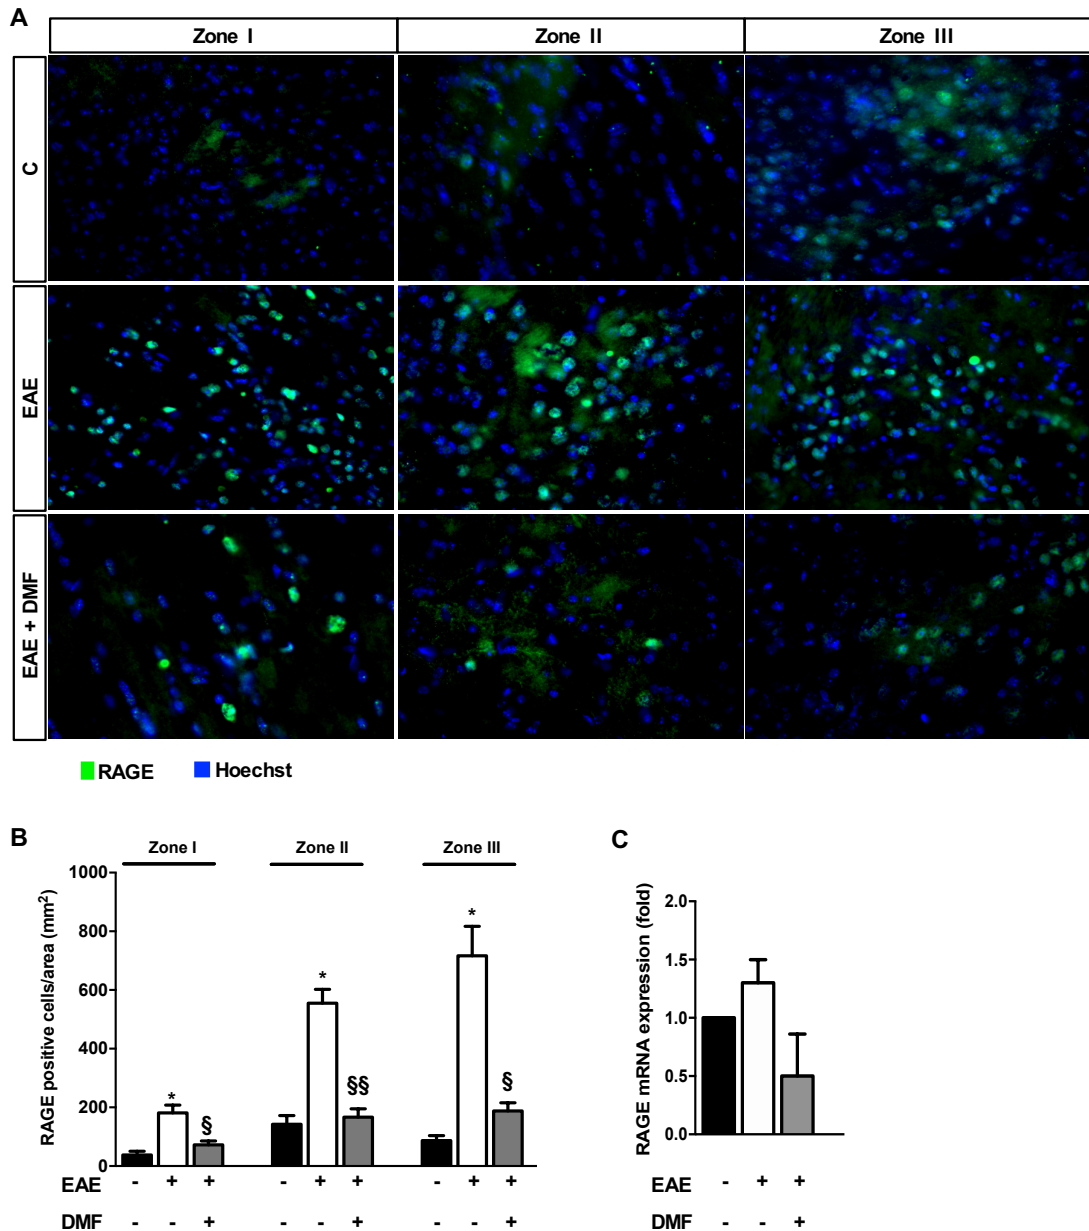 A
Zone I Zone II Zone III
C
EAE
EAE + DMF
RAGE Hoechst
B
Zone I Zone II Zone III
RAGE positive cells/area (mm²)
1000
800
600
400
200
0
* § * §§ * §
EAE - + + - + + - + +
DMF - - + - - + - - +
C
RAGE mRNA expression (fold)
2.0
1.5
1.0
0.5
0.0
EAE - + +
DMF - - +